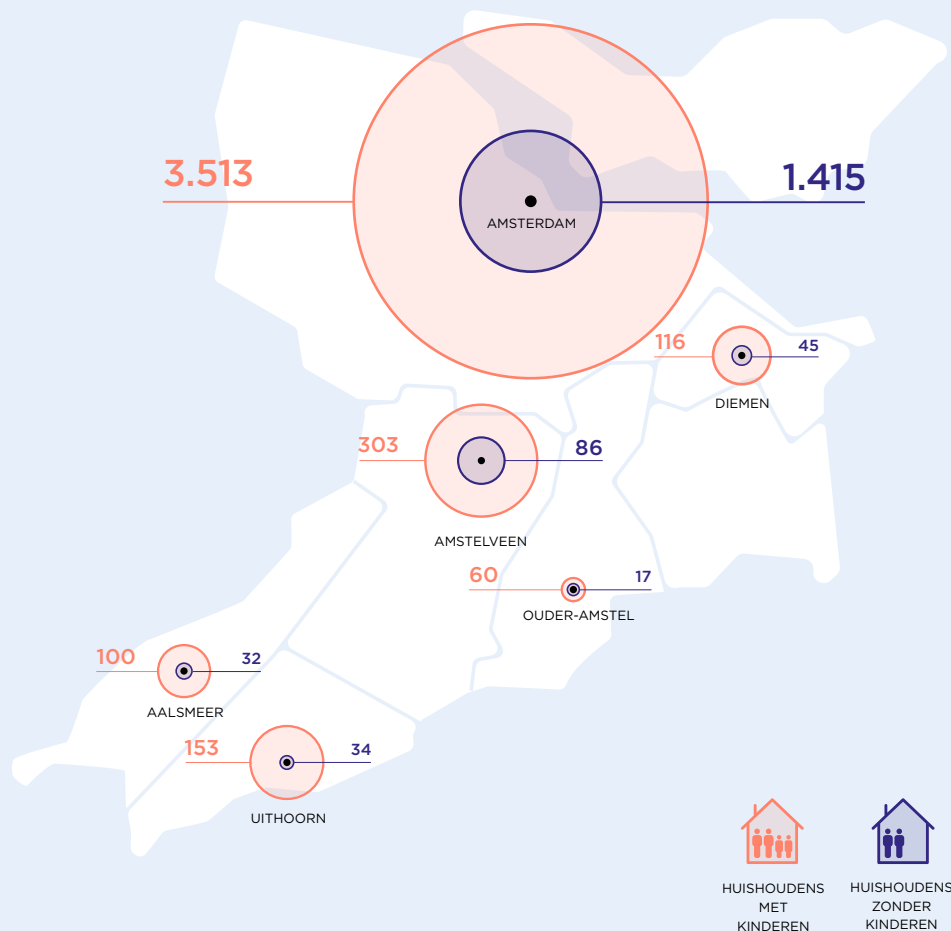 3.513
1.415
AMSTERDAM
116
45
DIEMEN
303
86
AMSTELVEEN
60
17
OUDER-AMSTEL
100
32
AALSMEER
153
34
UITHOORN
HUISHOUDENS
MET
KINDEREN
HUISHOUDENS
ZONDER
KINDEREN